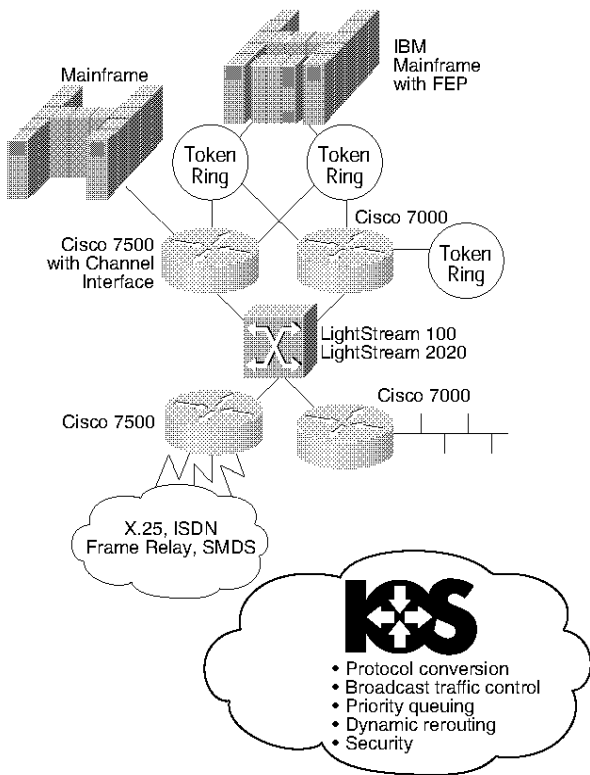 IBM
Mainframe
with FEP
Mainframe
Token
Ring
Token
Ring
Cisco 7500
with Channel
Interface
Cisco 7000
Token
Ring
LightStream 100
LightStream 2020
Cisco 7500
Cisco 7000
X.25, ISDN
Frame Relay, SMDS
IOS
• Protocol conversion
• Broadcast traffic control
• Priority queuing
• Dynamic rerouting
• Security